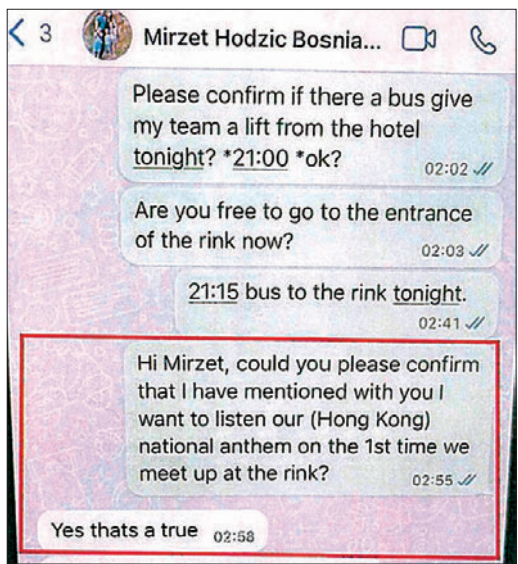 3
Mirzet Hodzic Bosnia...
Please confirm if there a bus give
my team a lift from the hotel
tonight? *21:00 *ok?
02:02
Are you free to go to the entrance
of the rink now?
02:03
21:15 bus to the rink tonight.
02:41
Hi Mirzet, could you please confirm
that I have mentioned with you I
want to listen our (Hong Kong)
national anthem on the 1st time we
meet up at the rink?
02:55
Yes thats a true 02:58